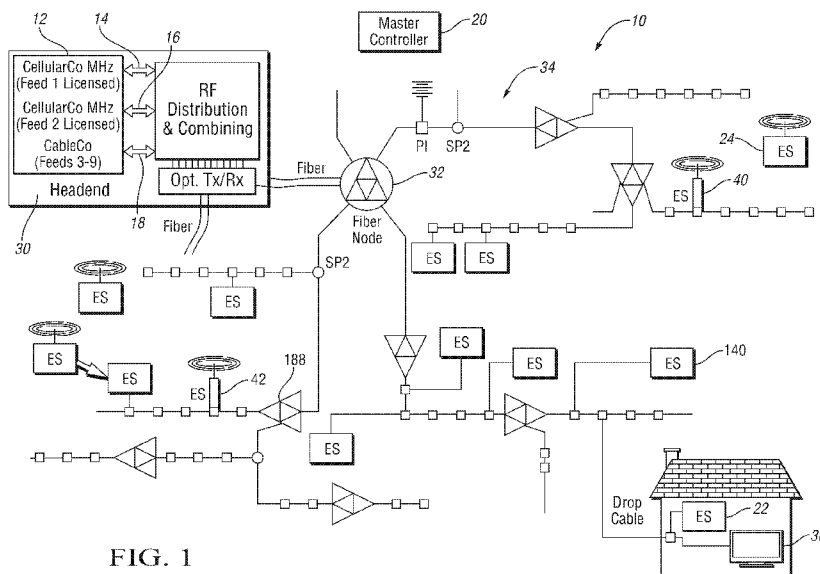 12
14
16
20
Master
Controller
10
CellularCo MHz
(Feed 1 Licensed)
CellularCo MHz
(Feed 2 Licensed)
CableCo
(Feeds 3-9)
RF
Distribution
& Combining
Opt. Tx/Rx
Headend
30
18
Fiber
Fiber
34
PI
SP2
32
Fiber
Node
24
ES
ES
40
ES
ES
SP2
ES
ES
ES
ES
ES
42
188
ES
ES
ES
140
ES
Drop
Cable
ES
22
FIG. 1